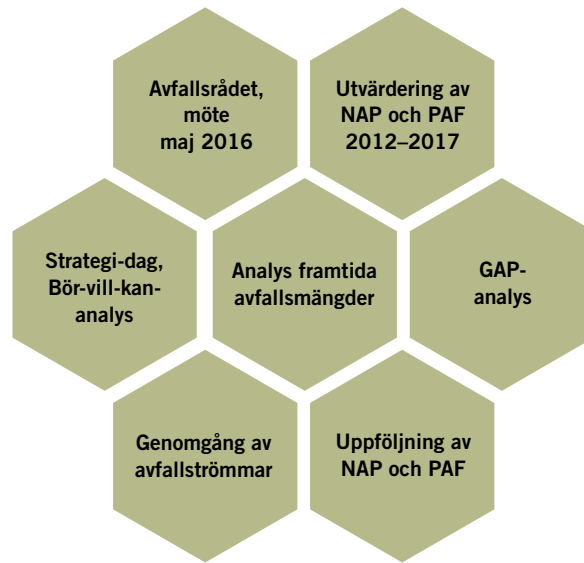 Avfallsrådet,
möte
maj 2016
Utvärdering av
NAP och PAF
2012–2017
Strategi-dag,
Bör-vill-kan-
analys
Analys framtida
avfallsmängder
GAP-
analys
Genomgång av
avfallströmmar
Uppföljning av
NAP och PAF